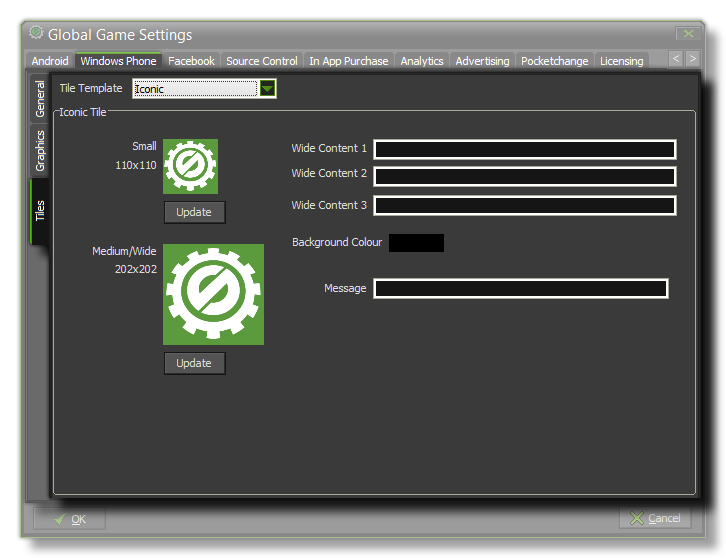 Global Game Settings
Android Windows Phone Facebook Source Control In App Purchase Analytics Advertising Pocketchange Licensing < >
General
Graphics
Tiles
Tile Template Iconic
Iconic Tile
Small
110x110
Update
Medium/Wide
202x202
Update
Wide Content 1
Wide Content 2
Wide Content 3
Background Colour
Message
OK
Cancel